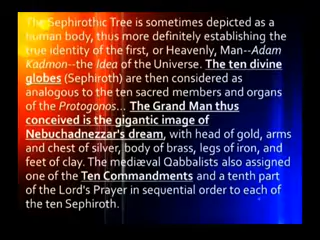 The Sephirothic Tree is sometimes depicted as a
human body, thus more definitely establishing the
true identity of the first, or Heavenly, Man--Adam
Kadmon--the Idea of the Universe. The ten divine
globes (Sephiroth) are then considered as
analogous to the ten sacred members and organs
of the Protogonos... The Grand Man thus
conceived is the gigantic image of
Nebuchadnezzar's dream, with head of gold, arms
and chest of silver, body of brass, legs of iron, and
feet of clay. The mediæval Qabbalists also assigned
one of the Ten Commandments and a tenth part
of the Lord's Prayer in sequential order to each of
the ten Sephiroth.